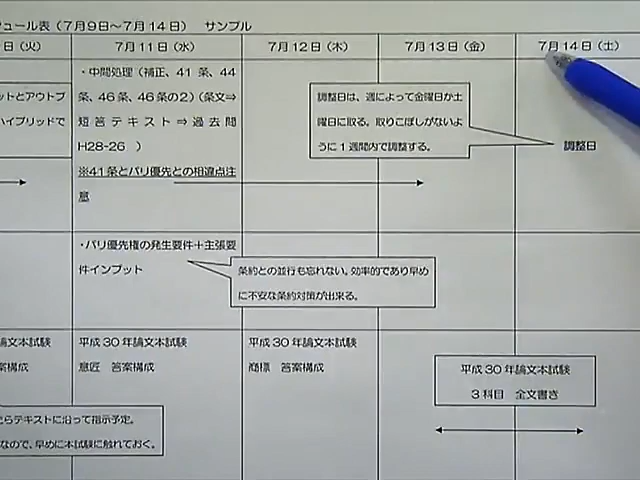 ュール表（７月９日～７月１４日） サンプル
日（火）
７月１１日（水）
７月１２日（木）
７月１３日（金）
７月１４日（土）
ットとアウトプ
ハイブリッドで
・中間処理（補正、４１条、４４
条、４６条、４６条の２）（条文⇒
短答テキスト⇒過去問
H28-26 ）
※４１条とパリ優先との相違点注
意
調整日は、週によって金曜日か土
曜日に取る。取りこぼしがないよ
うに１週間内で調整する。
調整日
・パリ優先権の発生要件＋主張要
件インプット
条約との並行も忘れない。効率的であり早め
に不安な条約対策が出来る。
論文本試験
案構成
平成３０年論文本試験
意匠 答案構成
平成３０年論文本試験
商標 答案構成
平成３０年論文本試験
３科目 全文書き
らテキストに沿って指示予定。
なので、早めに本試験に触れておく。